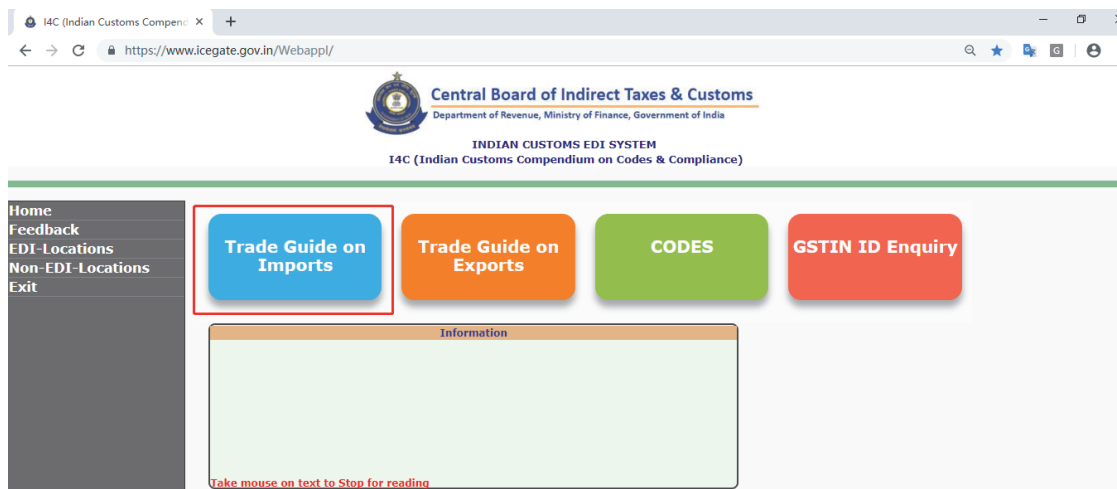 I4C (Indian Customs Compend
https://www.icegate.gov.in/Webappl/
Central Board of Indirect Taxes & Customs
Department of Revenue, Ministry of Finance, Government of India
INDIAN CUSTOMS EDI SYSTEM
I4C (Indian Customs Compendium on Codes & Compliance)
Home
Feedback
EDI-Locations
Non-EDI-Locations
Exit
Trade Guide on
Imports
Trade Guide on
Exports
CODES
GSTIN ID Enquiry
Information
Take mouse on text to Stop for reading